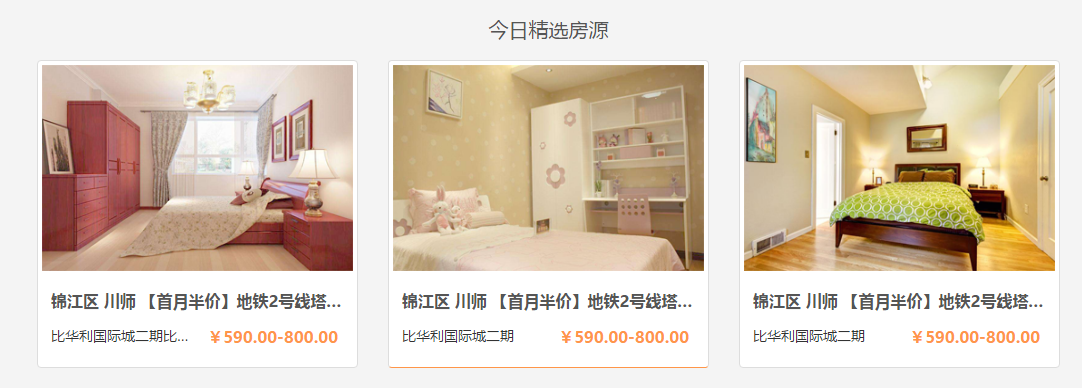 今日精选房源
锦江区 川师 【首月半价】地铁2号线塔...
比华利国际城二期比... ￥590.00-800.00
锦江区 川师 【首月半价】地铁2号线塔...
比华利国际城二期 ￥590.00-800.00
锦江区 川师 【首月半价】地铁2号线塔...
比华利国际城二期 ￥590.00-800.00